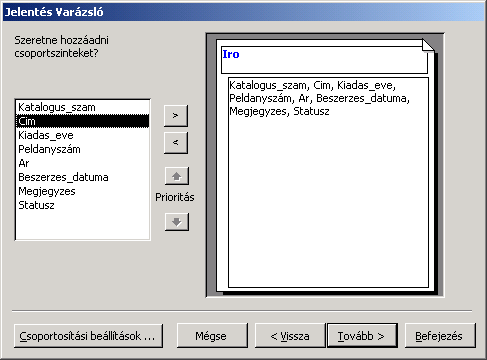 Jelentés Varázsló
Szeretne hozzáadni
csoportszinteket?
Katalogus_szam
Cim
Kiadas_eve
Peldanyszám
Ar
Beszerzes_datuma
Megjegyzes
Statusz
>
<
Prioritás
Iro
Katalogus_szam, Cim, Kiadas_eve,
Peldanyszám, Ar, Beszerzes_datuma,
Megjegyzes, Statusz
Csoportosítási beállítások ...
Mégse
< Vissza
Tovább >
Befejezés